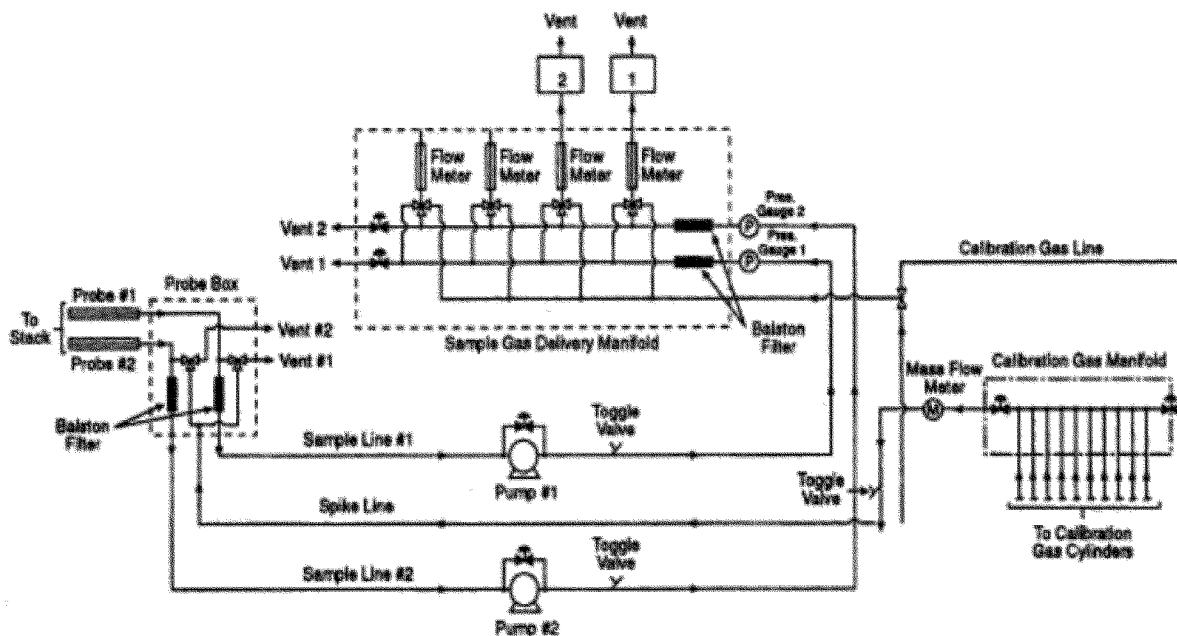 Vent
Vent
2
1
Flow
Meter
Flow
Meter
Flow
Meter
Flow
Meter
Pres.
Gauge 2
Pres.
Gauge 1
P
P
Vent 2
Vent 1
Calibration Gas Line
Probe #1
Probe Box
To
Stack
Vent #2
Probe #2
Vent #1
Sample Gas Delivery Manifold
Balston
Filter
Mass Flow
Meter
Calibration Gas Manifold
M
Balston
Filter
Sample Line #1
Toggle
Valve
Pump #1
Toggle
Valve
Spike Line
To Calibration
Gas Cylinders
Toggle
Valve
Sample Line #2
Pump #2